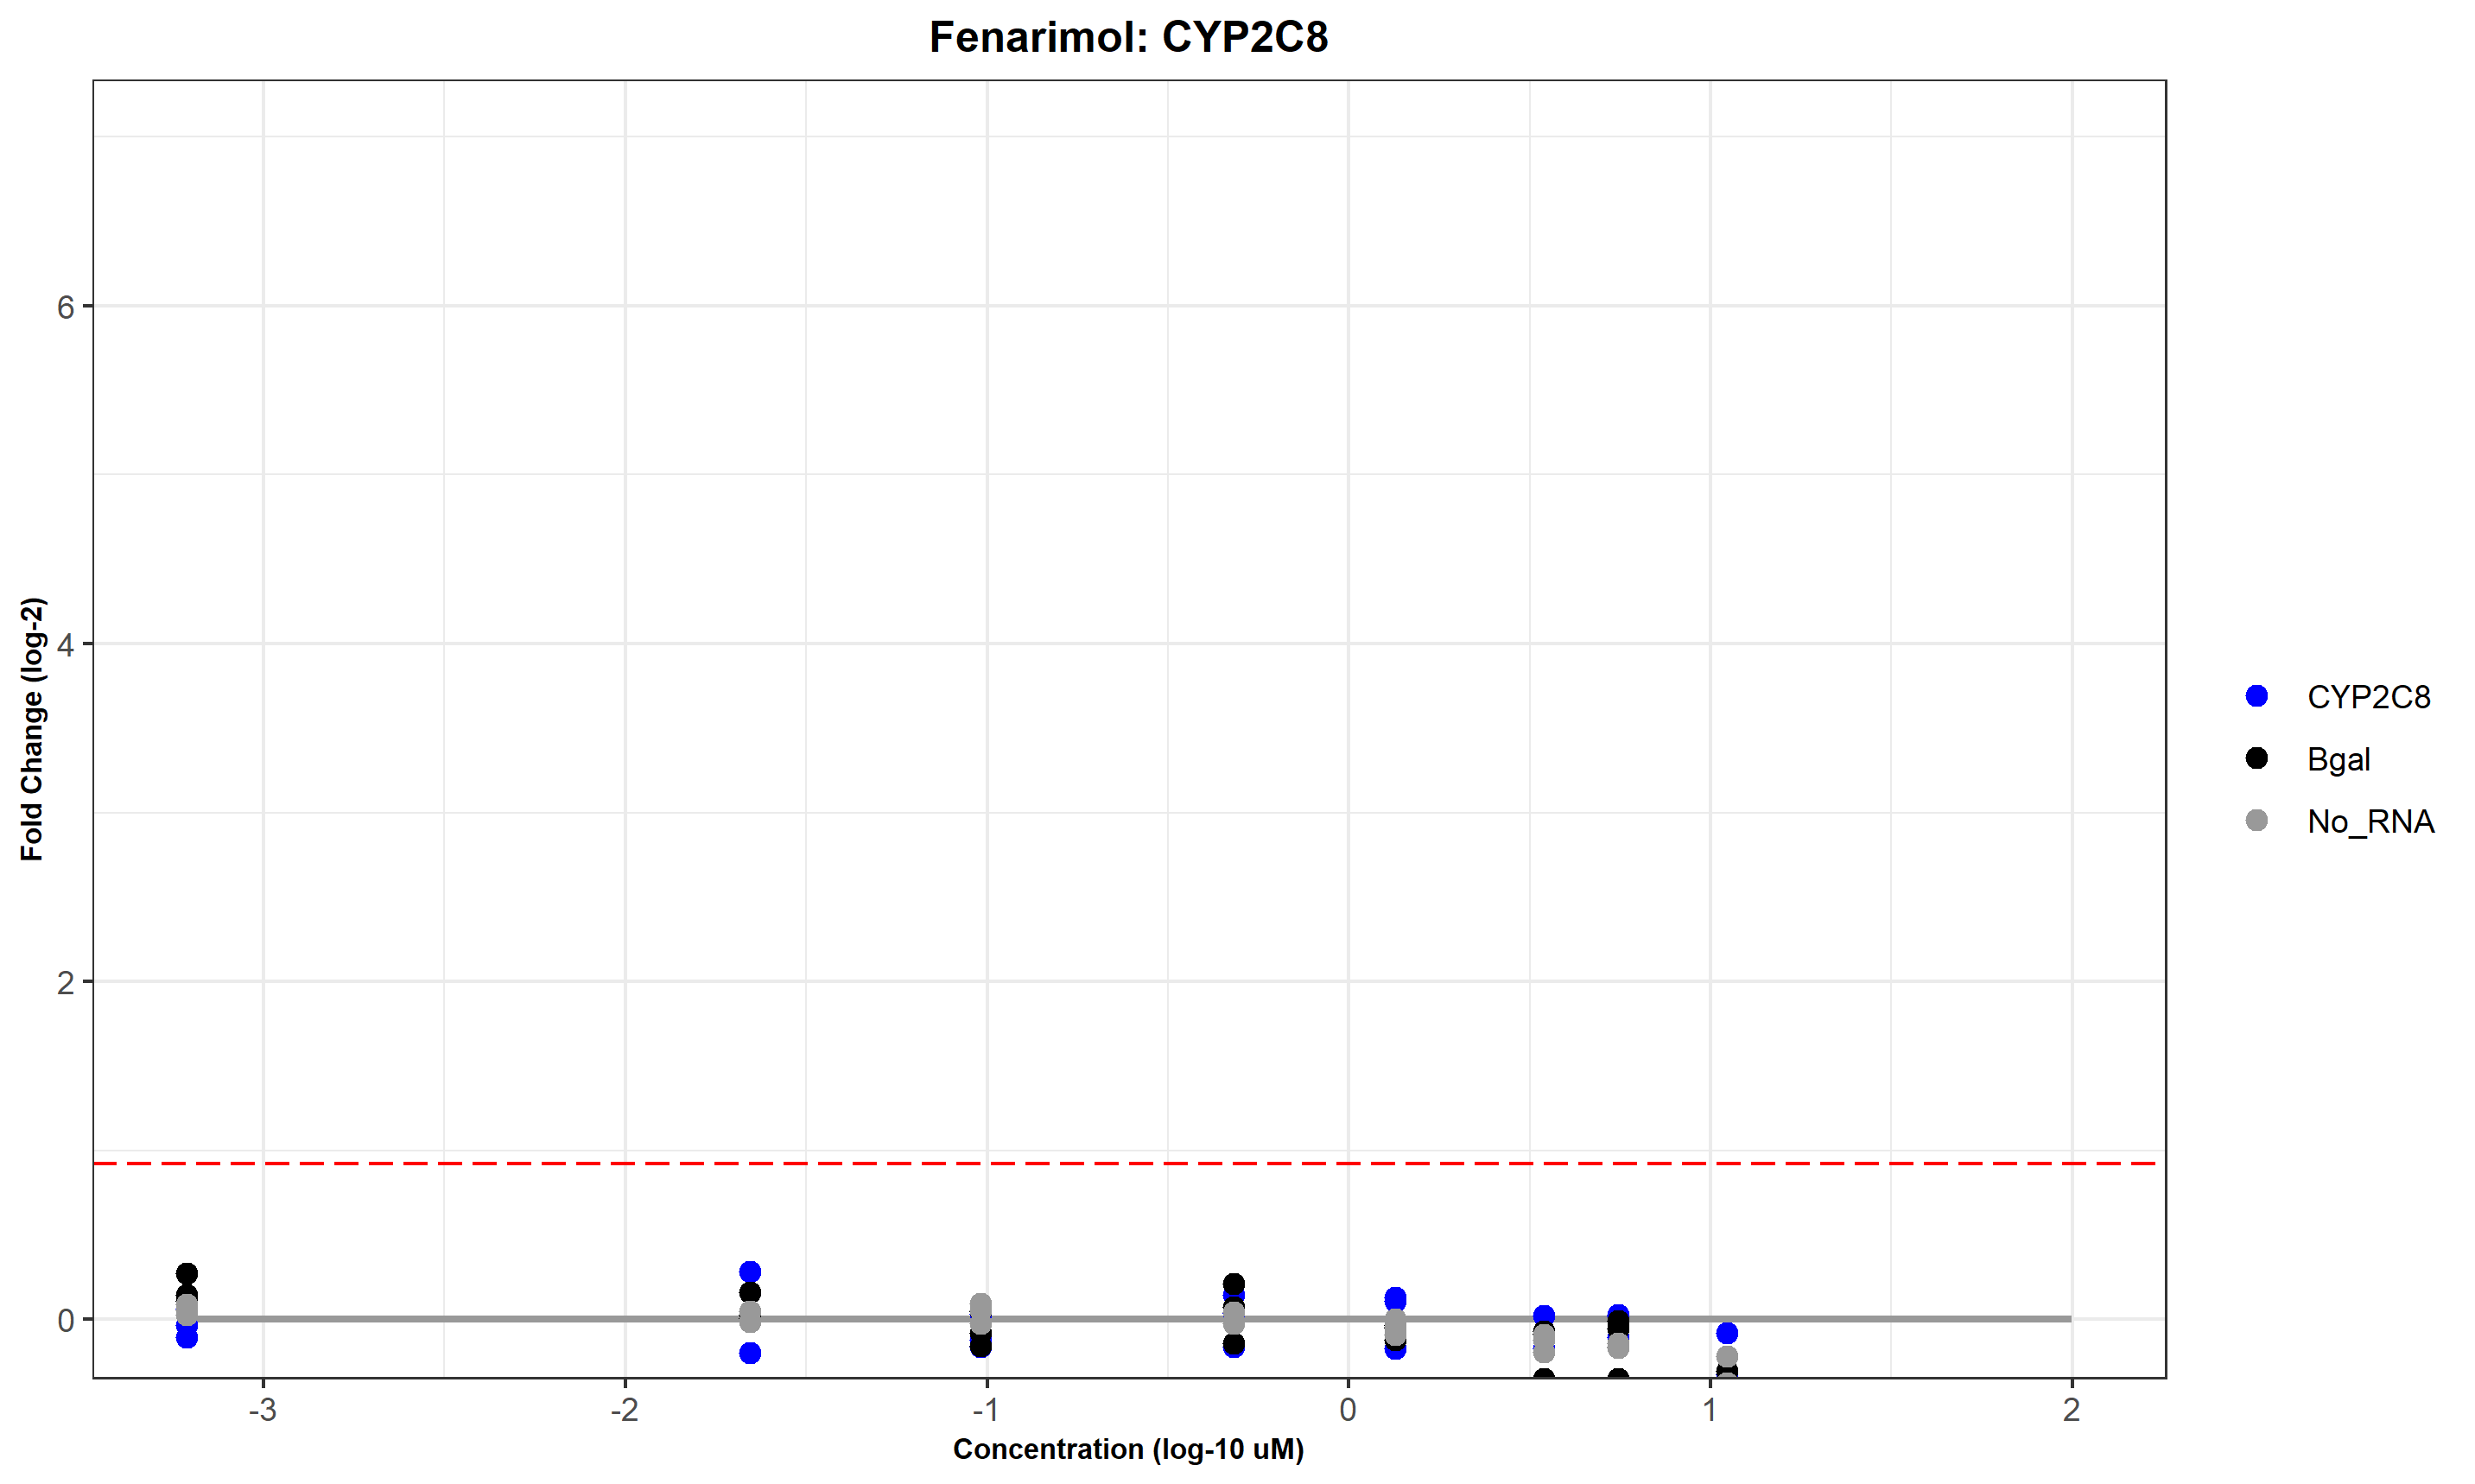 Fenarimol: CYP2C8
Fold Change (log-2)
6
4
2
0
-3
-2
-1
0
1
2
Concentration (log-10 uM)
CYP2C8
Bgal
No_RNA